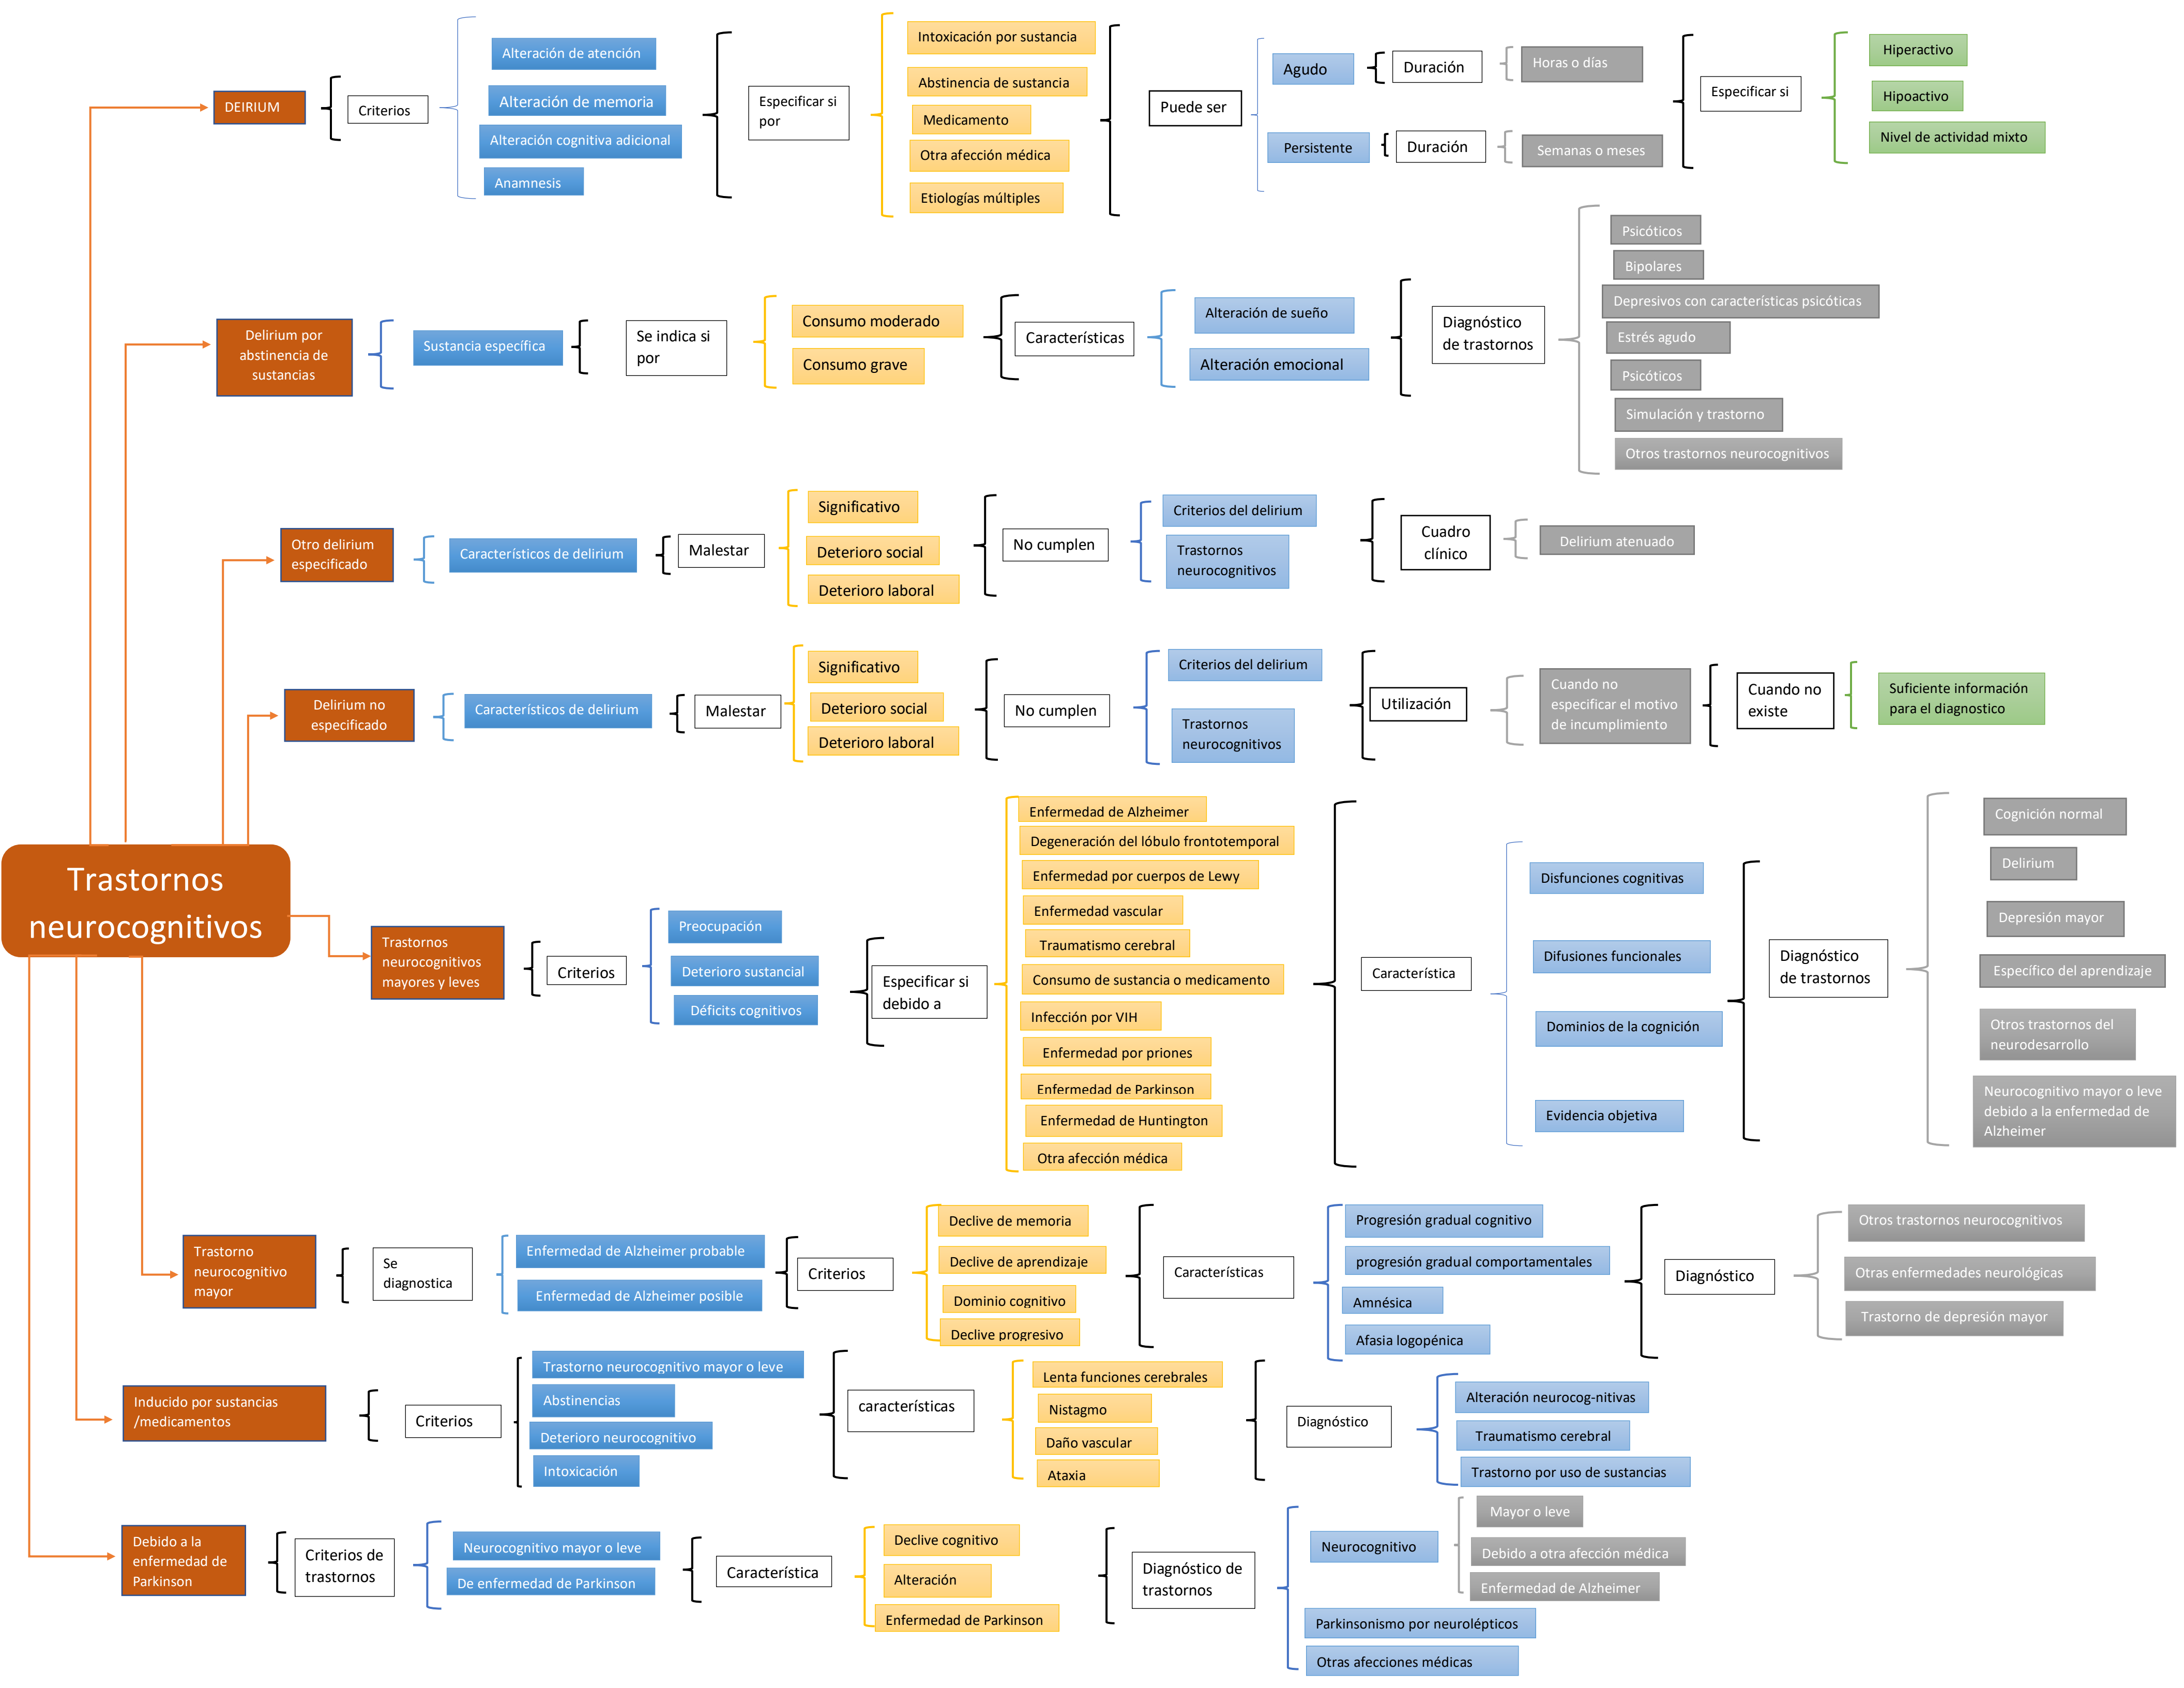 DEIRIUM
Criterios
Alteración de atención
Alteración de memoria
Alteración cognitiva adicional
Anamnesis
Especificar si
por
Intoxicación por sustancia
Abstinencia de sustancia
Medicamento
Otra afección médica
Etiologías múltiples
Puede ser
Agudo
Duración
Horas o días
Persistente
Duración
Semanas o meses
Especificar si
Hiperactivo
Hipoactivo
Nivel de actividad mixto
Delirium por
abstinencia de
sustancias
Sustancia específica
Se indica si
por
Consumo moderado
Consumo grave
Características
Alteración de sueño
Alteración emocional
Diagnóstico
de trastornos
Psicóticos
Bipolares
Depresivos con características psicóticas
Estrés agudo
Psicóticos
Simulación y trastorno
Otros trastornos neurocognitivos
Otro delirium
especificado
Característicos de delirium
Malestar
Significativo
Deterioro social
Deterioro laboral
No cumplen
Criterios del delirium
Trastornos
neurocognitivos
Cuadro
clínico
Delirium atenuado
Delirium no
especificado
Característicos de delirium
Malestar
Significativo
Deterioro social
Deterioro laboral
No cumplen
Criterios del delirium
Trastornos
neurocognitivos
Utilización
Cuando no
especificar el motivo
de incumplimiento
Cuando no
existe
Suficiente información
para el diagnostico
Trastornos
neurocognitivos
Trastornos
neurocognitivos
mayores y leves
Criterios
Preocupación
Deterioro sustancial
Déficits cognitivos
Especificar si
debido a
Enfermedad de Alzheimer
Degeneración del lóbulo frontotemporal
Enfermedad por cuerpos de Lewy
Enfermedad vascular
Traumatismo cerebral
Consumo de sustancia o medicamento
Infección por VIH
Enfermedad por priones
Enfermedad de Parkinson
Enfermedad de Huntington
Otra afección médica
Característica
Disfunciones cognitivas
Difusiones funcionales
Dominios de la cognición
Evidencia objetiva
Diagnóstico
de trastornos
Cognición normal
Delirium
Depresión mayor
Específico del aprendizaje
Otros trastornos del
neurodesarrollo
Neurocognitivo mayor o leve
debido a la enfermedad de
Alzheimer
Trastorno
neurocognitivo
mayor
Se
diagnostica
Enfermedad de Alzheimer probable
Enfermedad de Alzheimer posible
Criterios
Declive de memoria
Declive de aprendizaje
Dominio cognitivo
Declive progresivo
Características
Progresión gradual cognitivo
progresión gradual comportamentales
Amnésica
Afasia logopénica
Diagnóstico
Otros trastornos neurocognitivos
Otras enfermedades neurológicas
Trastorno de depresión mayor
Inducido por sustancias
/medicamentos
Criterios
Trastorno neurocognitivo mayor o leve
Abstinencias
Deterioro neurocognitivo
Intoxicación
características
Lenta funciones cerebrales
Nistagmo
Daño vascular
Ataxia
Diagnóstico
Alteración neurocog-nitivas
Traumatismo cerebral
Trastorno por uso de sustancias
Debido a la
enfermedad de
Parkinson
Criterios de
trastornos
Neurocognitivo mayor o leve
De enfermedad de Parkinson
Característica
Declive cognitivo
Alteración
Enfermedad de Parkinson
Diagnóstico de
trastornos
Neurocognitivo
Mayor o leve
Debido a otra afección médica
Enfermedad de Alzheimer
Parkinsonismo por neurolépticos
Otras afecciones médicas